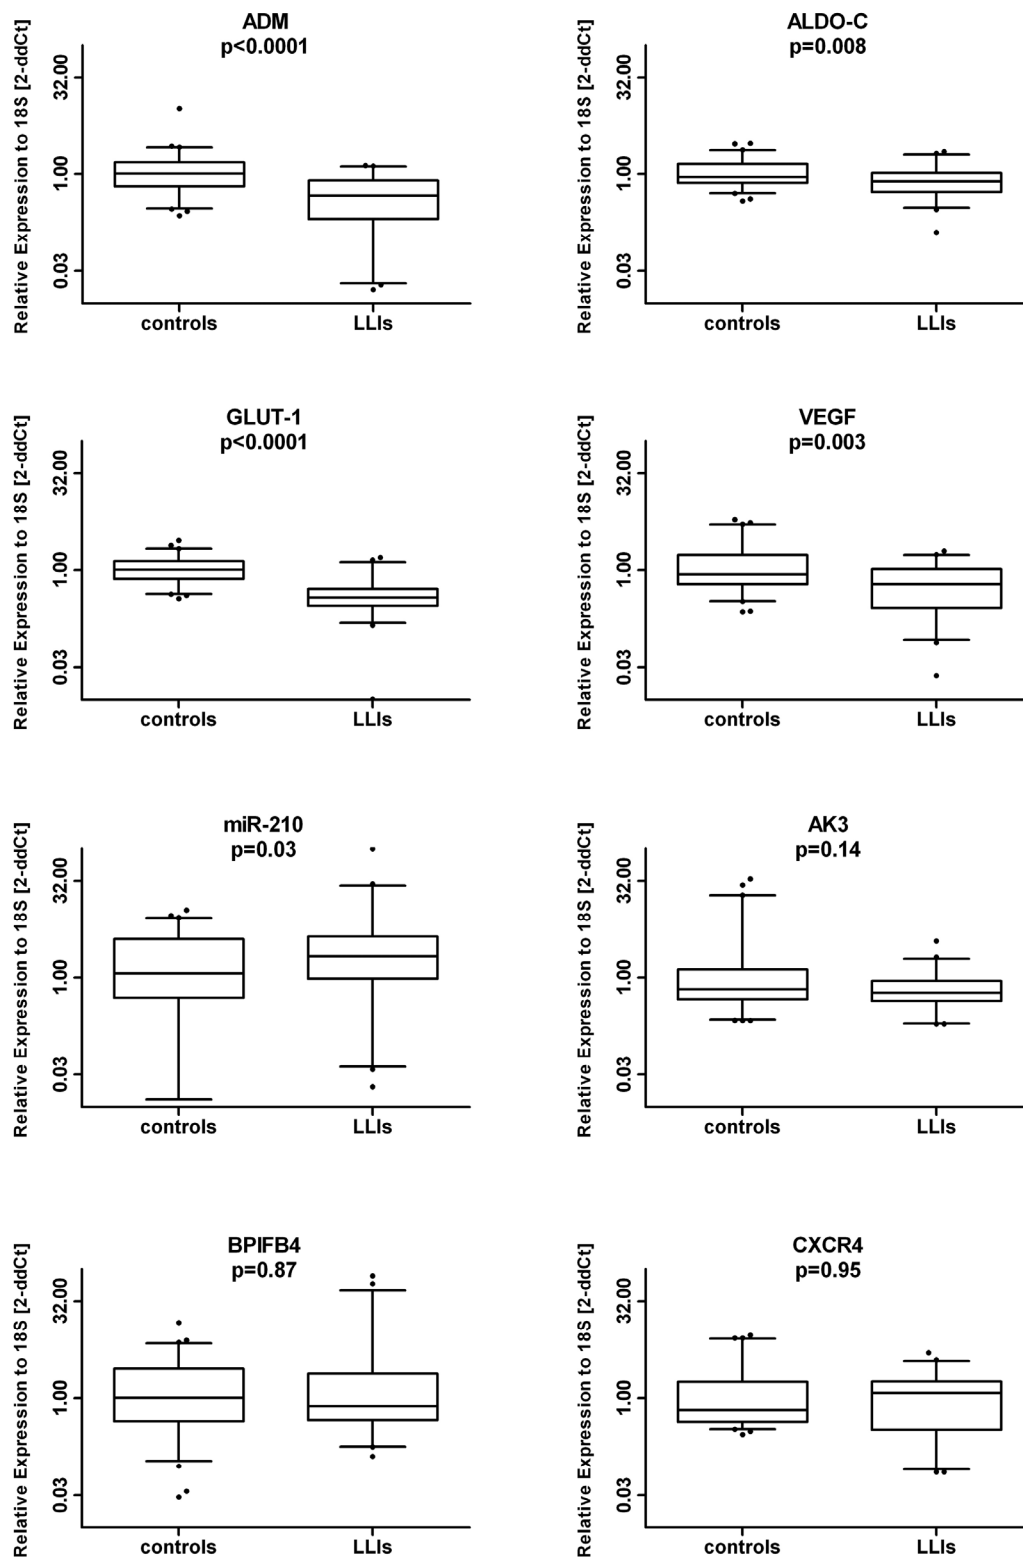 ADM
p<0.0001
Relative Expression to 18S [2-ddCt]
32.00
1.00
0.03
controls LLIs
ALDO-C
p=0.008
Relative Expression to 18S [2-ddCt]
32.00
1.00
0.03
controls LLIs
GLUT-1
p<0.0001
Relative Expression to 18S [2-ddCt]
32.00
1.00
0.03
controls LLIs
VEGF
p=0.003
Relative Expression to 18S [2-ddCt]
32.00
1.00
0.03
controls LLIs
miR-210
p=0.03
Relative Expression to 18S [2-ddCt]
32.00
1.00
0.03
controls LLIs
AK3
p=0.14
Relative Expression to 18S [2-ddCt]
32.00
1.00
0.03
controls LLIs
BPIFB4
p=0.87
Relative Expression to 18S [2-ddCt]
32.00
1.00
0.03
controls LLIs
CXCR4
p=0.95
Relative Expression to 18S [2-ddCt]
32.00
1.00
0.03
controls LLIs